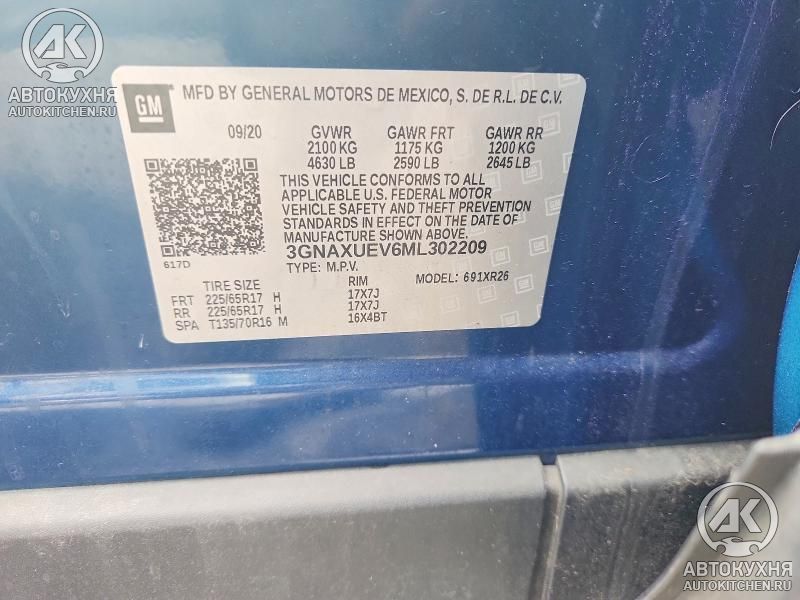 АК
АВТОКУХНЯ
AUTOKITCHEN.RU
GM
MFD BY GENERAL MOTORS DE MEXICO, S. DE R.L. DE C.V.
09/20 GVWR GAWR FRT GAWR RR
2100 KG 1175 KG 1200 KG
4630 LB 2590 LB 2645 LB
THIS VEHICLE CONFORMS TO ALL
APPLICABLE U.S. FEDERAL MOTOR
VEHICLE SAFETY AND THEFT PREVENTION
STANDARDS IN EFFECT ON THE DATE OF
MANUFACTURE SHOWN ABOVE.
3GNAXUEV6ML302209
617D
TYPE: M.P.V. MODEL: 691XR26
TIRE SIZE RIM
FRT 225/65R17 H 17X7J
RR 225/65R17 H 17X7J
SPA T135/70R16 M 16X4BT
АК
АВТОКУХНЯ
AUTOKITCHEN.RU